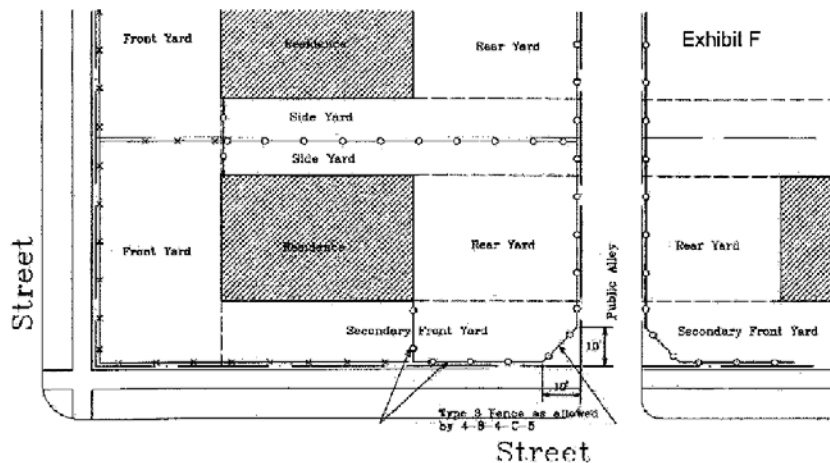 Front Yard
Residence
Rear Yard
Exhibil F
Side Yard
Side Yard
Street
Front Yard
Residence
Rear Yard
Public Alley
Rear Yard
Secondary Front Yard
10'
Secondary Front Yard
10'
Type 3 Fence as allowed
by 4-8-4-C-5
Street